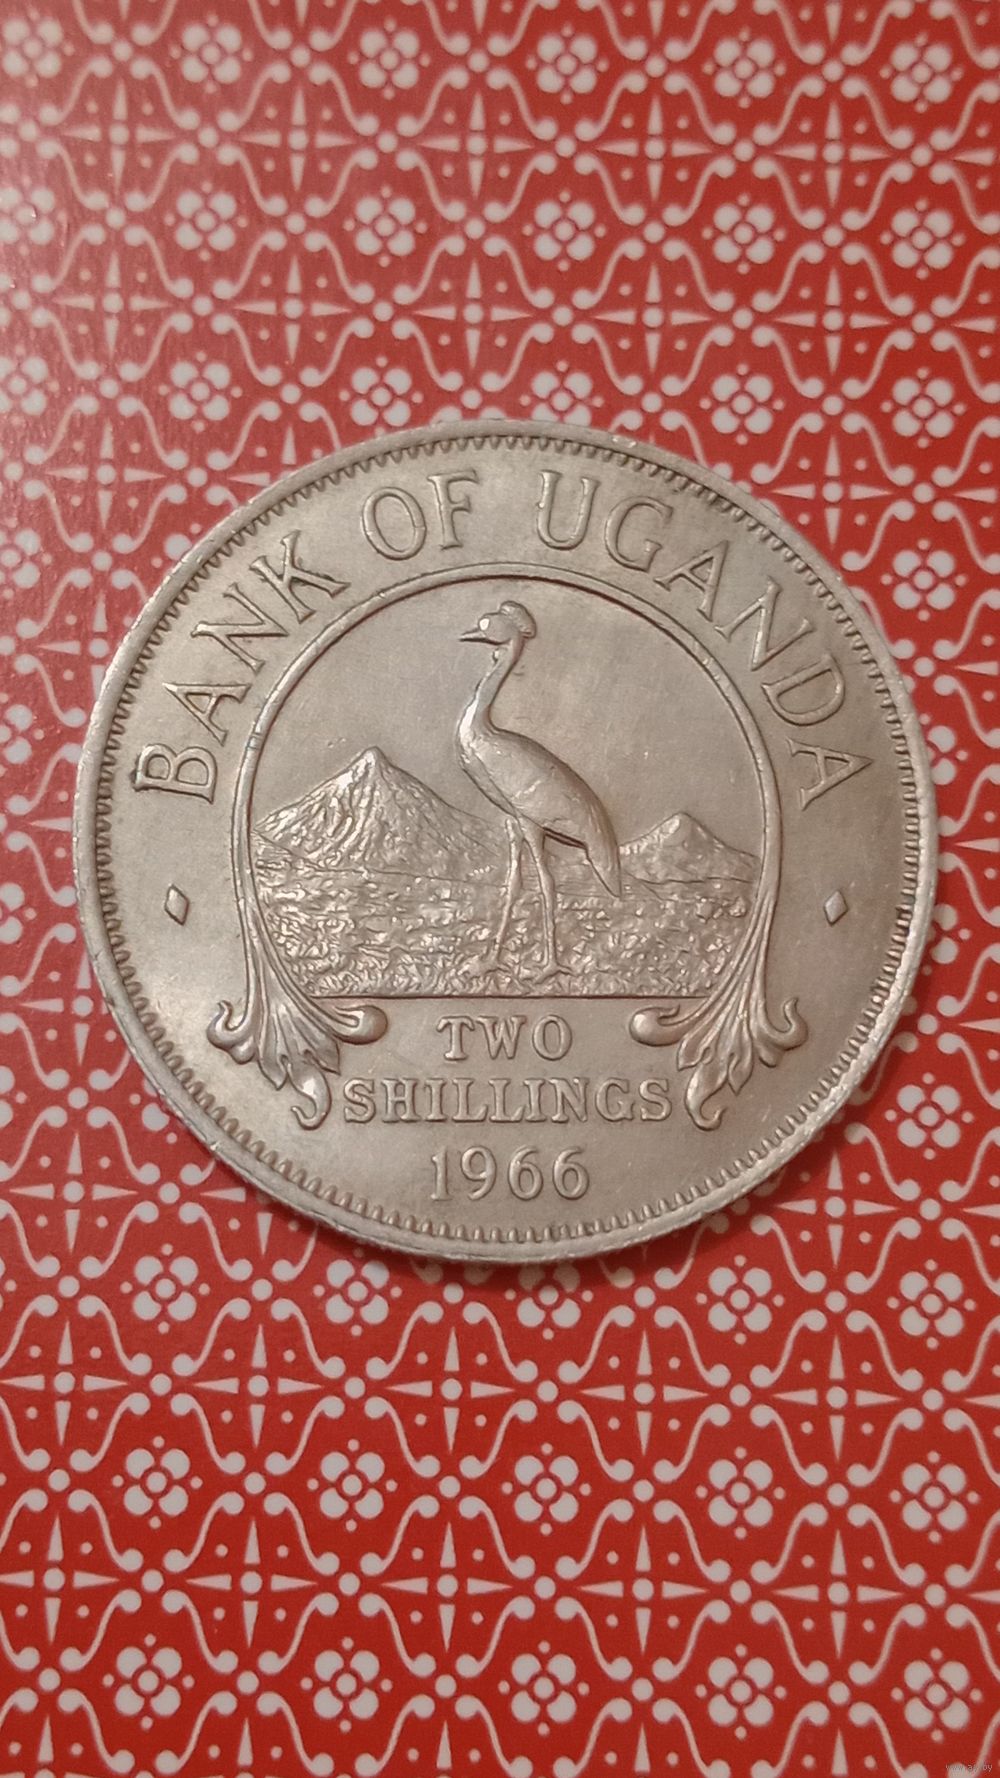 BANK OF UGANDA
TWO
SHILLINGS
1966